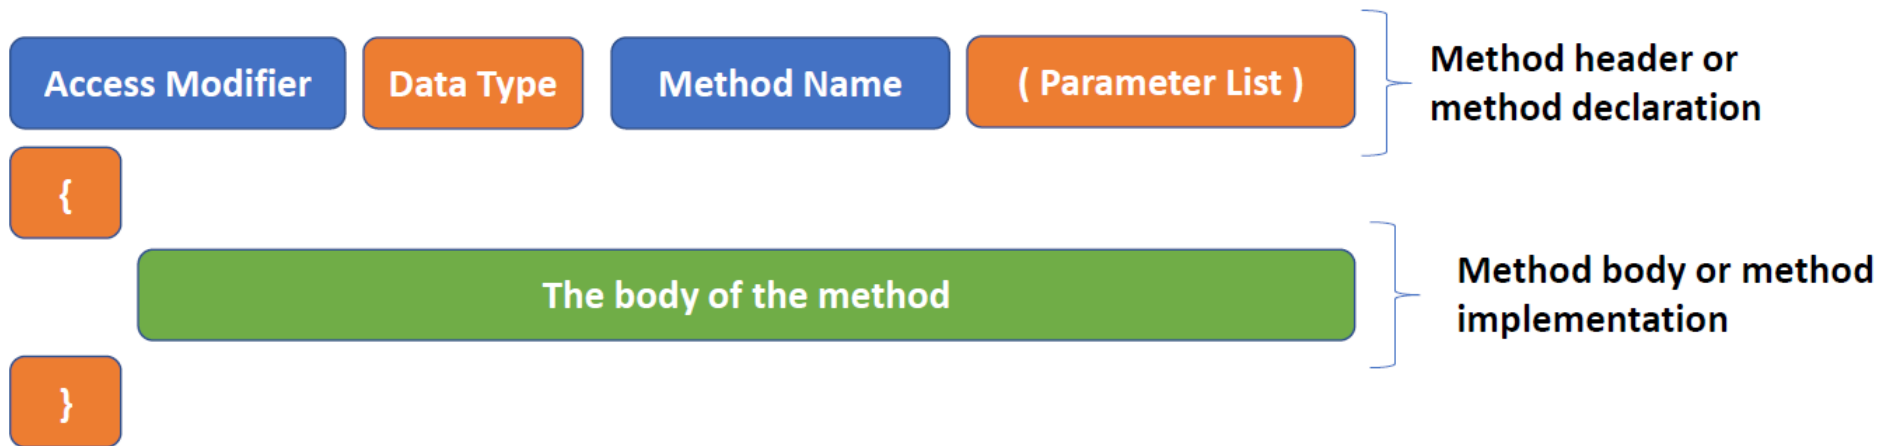 Access Modifier Data Type Method Name ( Parameter List )
Method header or
method declaration
{
The body of the method
Method body or method
implementation
}